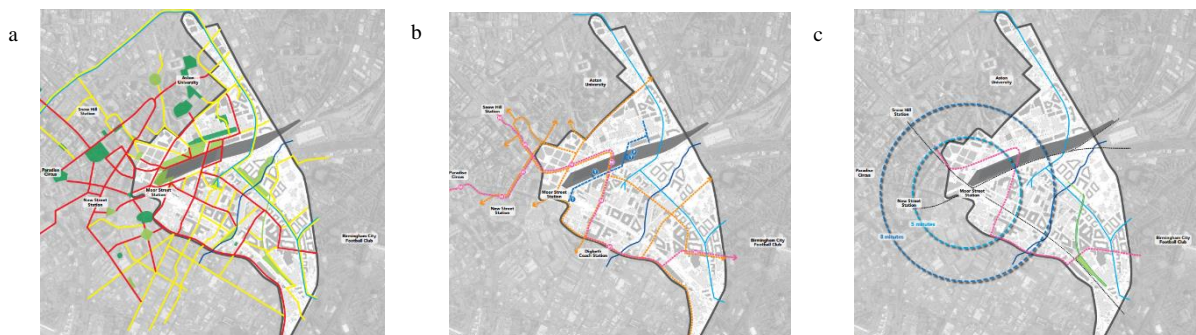 a
Aston
University
Snow Hill
Station
Paradise
Circus
Moor Street
Station
New Street
Station
Birmingham City
Football Club
b
Aston
University
Snow Hill
Station
Paradise
Circus
Moor Street
Station
New Street
Station
Digbeth
Coach Station
Birmingham City
Football Club
c
Aston
University
Snow Hill
Station
Paradise
Circus
Moor Street
Station
New Street
Station
5 minutes
8 minutes
Birmingham City
Football Club